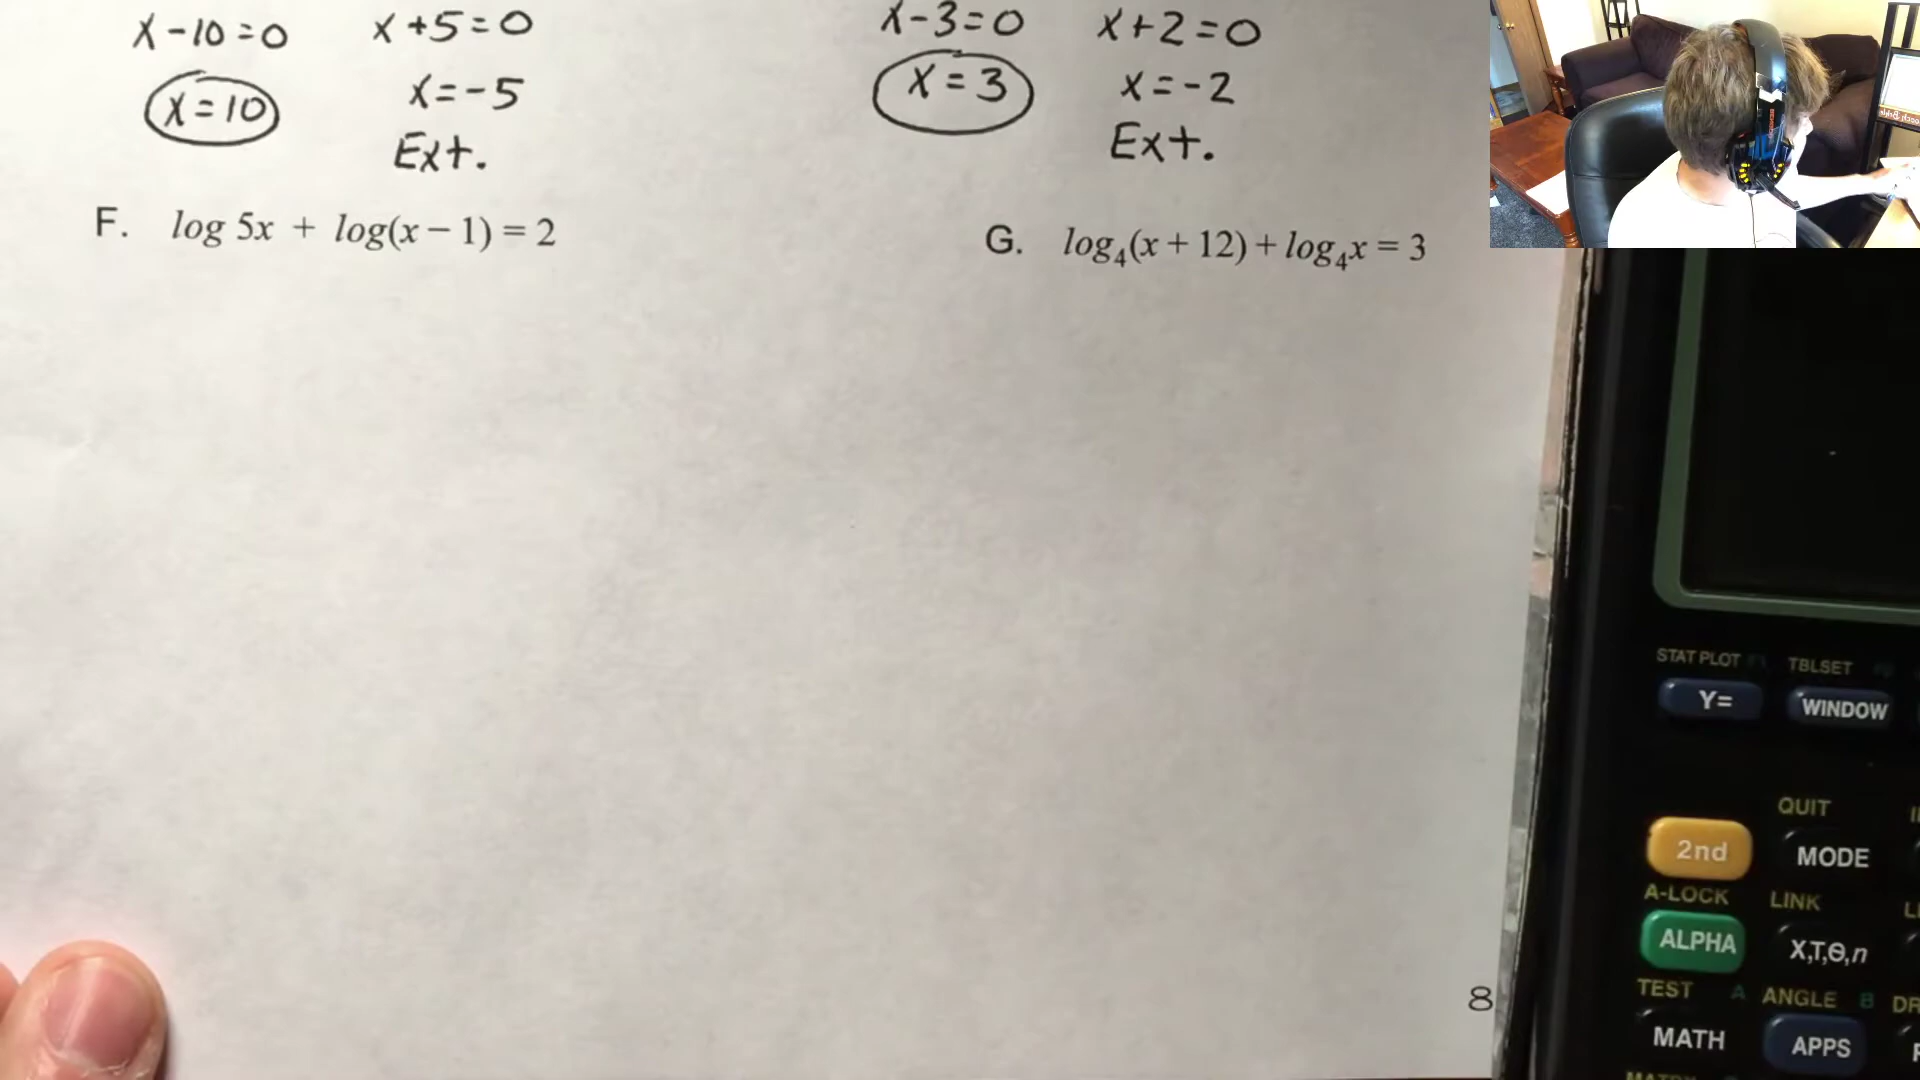 x-10=0 x+5=0
x=10 x=-5
Ext.
x-3=0 x+2=0
x=3 x=-2
Ext.
F. log 5x + log(x − 1) = 2
G. log₄(x + 12) + log₄x = 3
8
STAT PLOT TBLSET
Y= WINDOW
QUIT
2nd MODE
A-LOCK LINK
ALPHA X,T,Θ,n
TEST A ANGLE B
MATH APPS